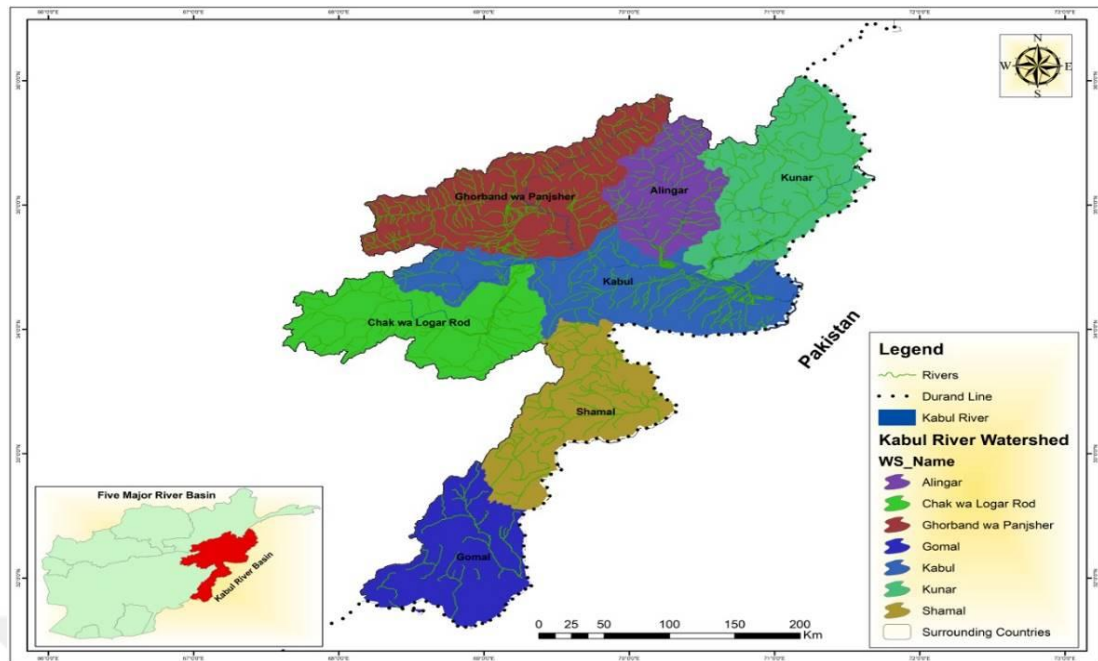 N
W E
S
Ghorband wa Panjsher
Alingar
Kunar
Kabul
Chak wa Logar Rod
Pakistan
Shamal
Gomal
Legend
Rivers
Durand Line
Kabul River
Kabul River Watershed
WS_Name
Alingar
Chak wa Logar Rod
Ghorband wa Panjsher
Gomal
Kabul
Kunar
Shamal
Surrounding Countries
Five Major River Basin
Kabul River Basin
0 25 50 100 150 200
Km